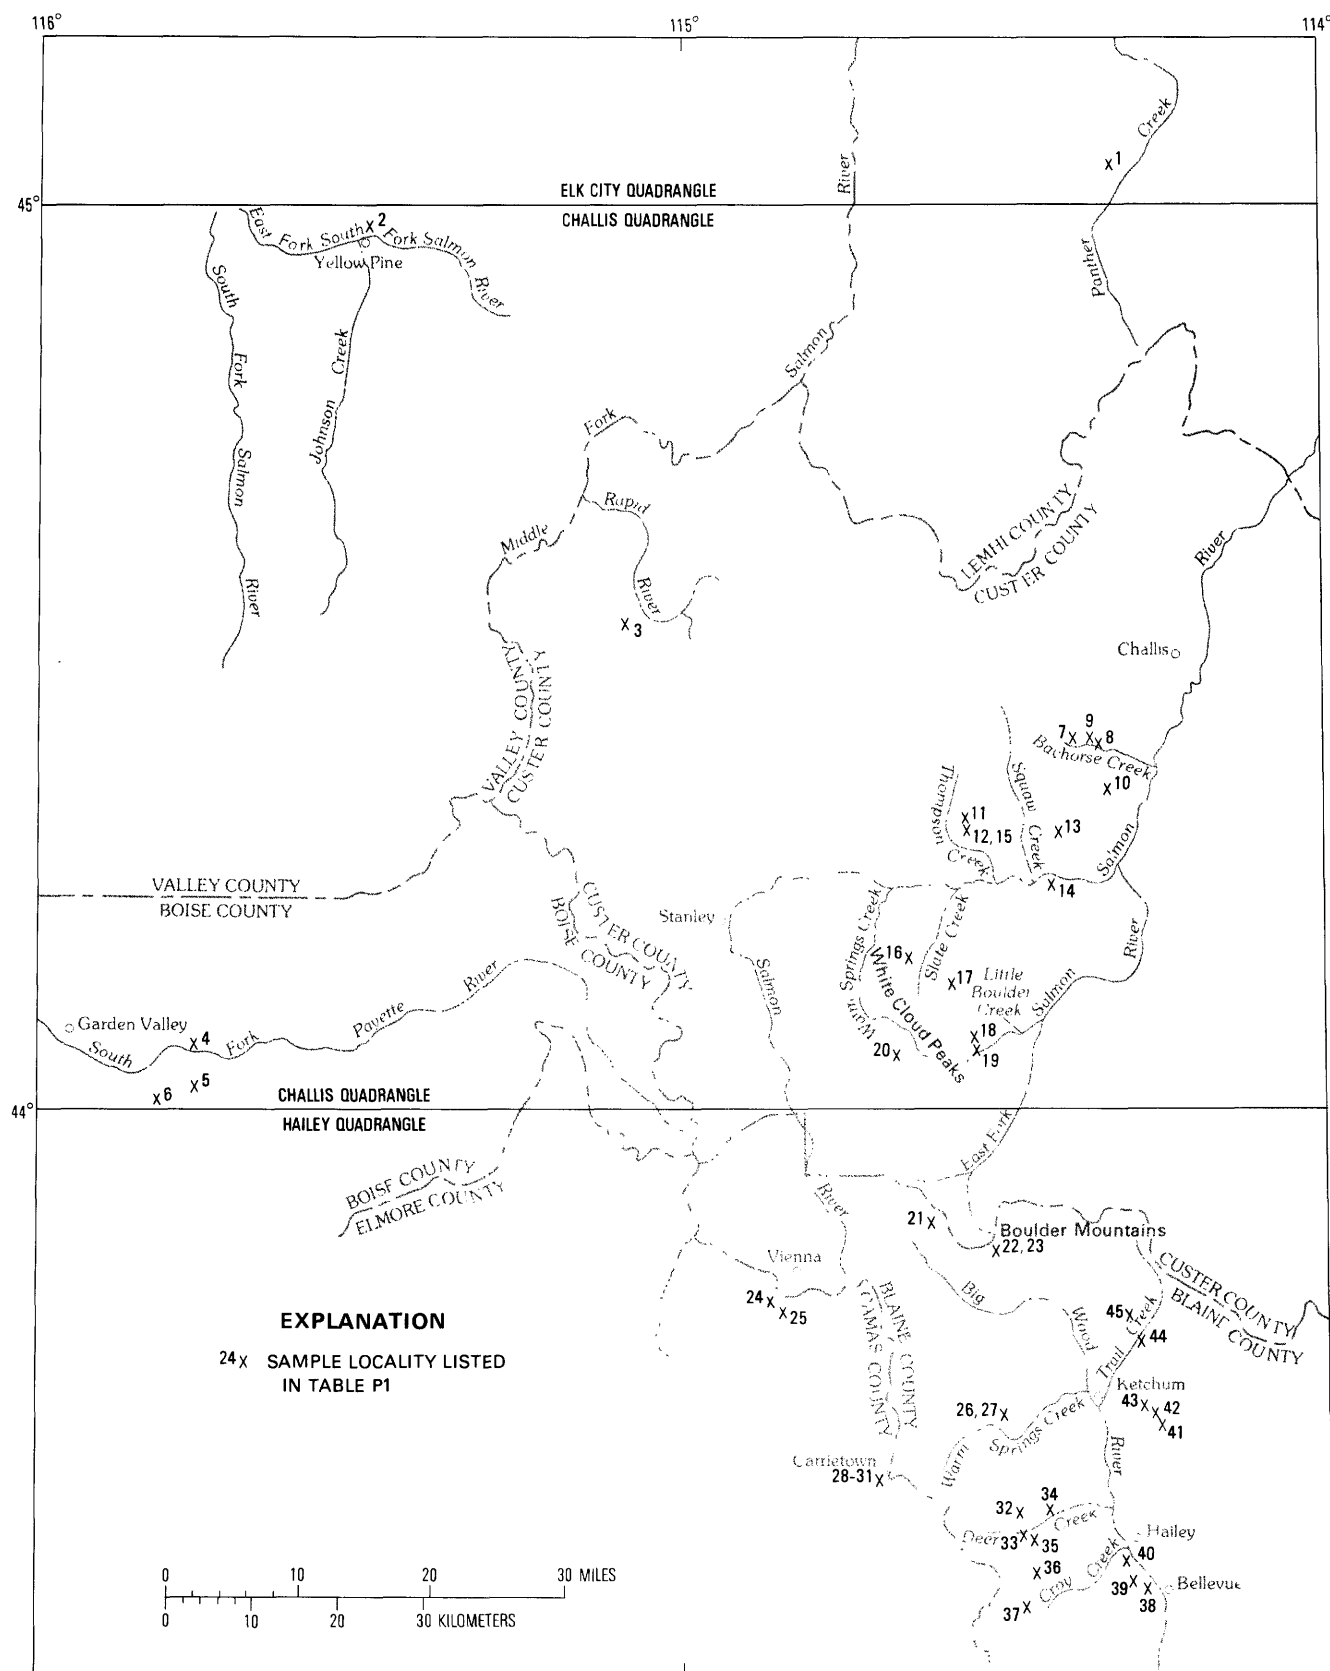 116°
115°
114°
Creek
x1
River
ELK CITY QUADRANGLE
45°
CHALLIS QUADRANGLE
East Fork South Fork Salmon River
x2
Yellow Pine
Panther
South Fork Salmon River
Johnson Creek
Salmon
Fork
Rapid River
Middle
x3
LEMHI COUNTY
CUSTER COUNTY
River
Challis
VALLEY COUNTY
CUSTER COUNTY
7x
9
x
x8
Bayhorse Creek
x10
Thompson Creek
Squaw Creek
x11
x12, 15
x13
Salmon
x14
VALLEY COUNTY
BOISE COUNTY
CUSTER COUNTY
BOISE COUNTY
Stanley
Springs Creek
Slate Creek
River
16x
White Cloud Peaks
x17
Little
Boulder
Creek
Salmon
Salmon
Warm
x18
x19
20x
Garden Valley
South Fork Payette River
x4
x5
x6
CHALLIS QUADRANGLE
44°
HAILEY QUADRANGLE
East Fork
BOISE COUNTY
ELMORE COUNTY
River
21x
Boulder Mountains
x22, 23
Vienna
24x
x25
Big Wood
CUSTER COUNTY
BLAINE COUNTY
BLAINE COUNTY
CAMAS COUNTY
45x
x44
Trail Creek
EXPLANATION
24x SAMPLE LOCALITY LISTED
IN TABLE P1
Ketchum
43x
x42
x41
26, 27x
Warm Springs Creek
River
Carrietown
28-31x
32x
34
x
Deer Creek
33x
x35
Hailey
x36
Croy Creek
x40
39x
x
38
Bellevue
37x
0 10 20 30 MILES
0 10 20 30 KILOMETERS